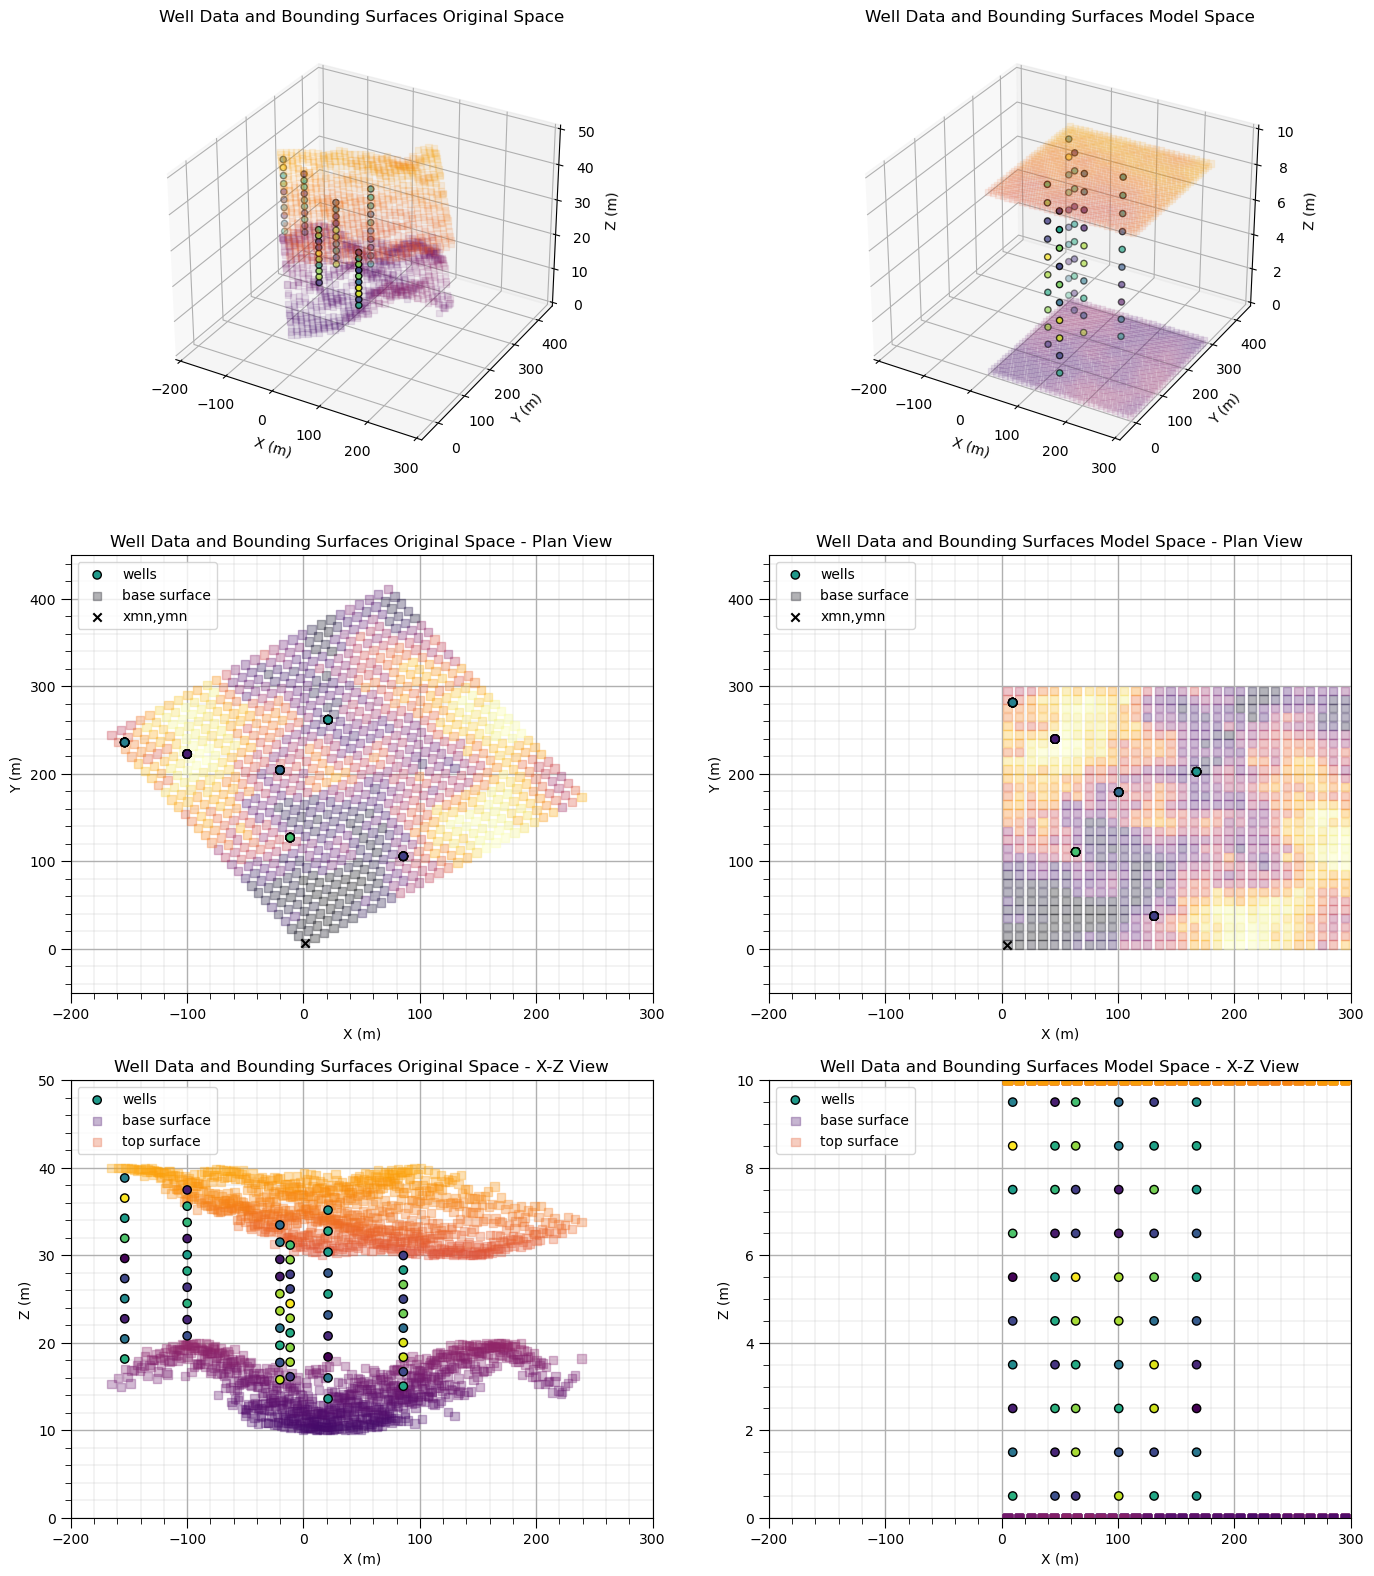 Well Data and Bounding Surfaces Original Space
50
40
30
20
10
0
Z (m)
400
300
200
100
0
Y (m)
−200
−100
0
100
200
300
X (m)
Well Data and Bounding Surfaces Model Space
10
8
6
4
2
0
Z (m)
400
300
200
100
0
Y (m)
−200
−100
0
100
200
300
X (m)
Well Data and Bounding Surfaces Original Space - Plan View
wells
base surface
xmn,ymn
400
300
200
100
0
Y (m)
−200 −100 0 100 200 300
X (m)
Well Data and Bounding Surfaces Model Space - Plan View
wells
base surface
xmn,ymn
400
300
200
100
0
Y (m)
−200 −100 0 100 200 300
X (m)
Well Data and Bounding Surfaces Original Space - X-Z View
wells
base surface
top surface
50
40
30
20
10
0
Z (m)
−200 −100 0 100 200 300
X (m)
Well Data and Bounding Surfaces Model Space - X-Z View
wells
base surface
top surface
10
8
6
4
2
0
Z (m)
−200 −100 0 100 200 300
X (m)